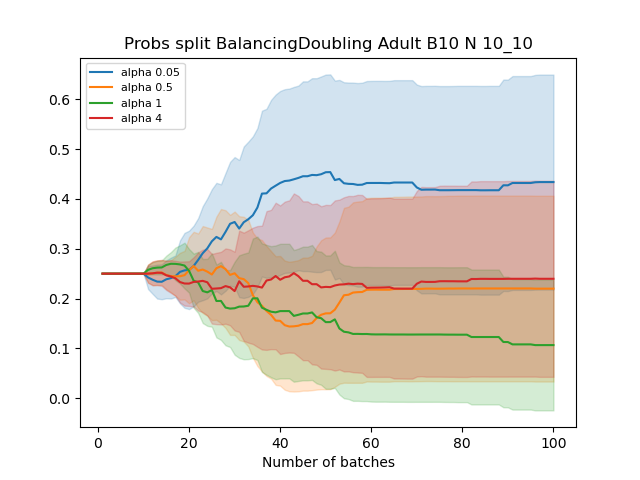 Probs split BalancingDoubling Adult B10 N 10_10
alpha 0.05
alpha 0.5
alpha 1
alpha 4
0.6
0.5
0.4
0.3
0.2
0.1
0.0
0 20 40 60 80 100
Number of batches